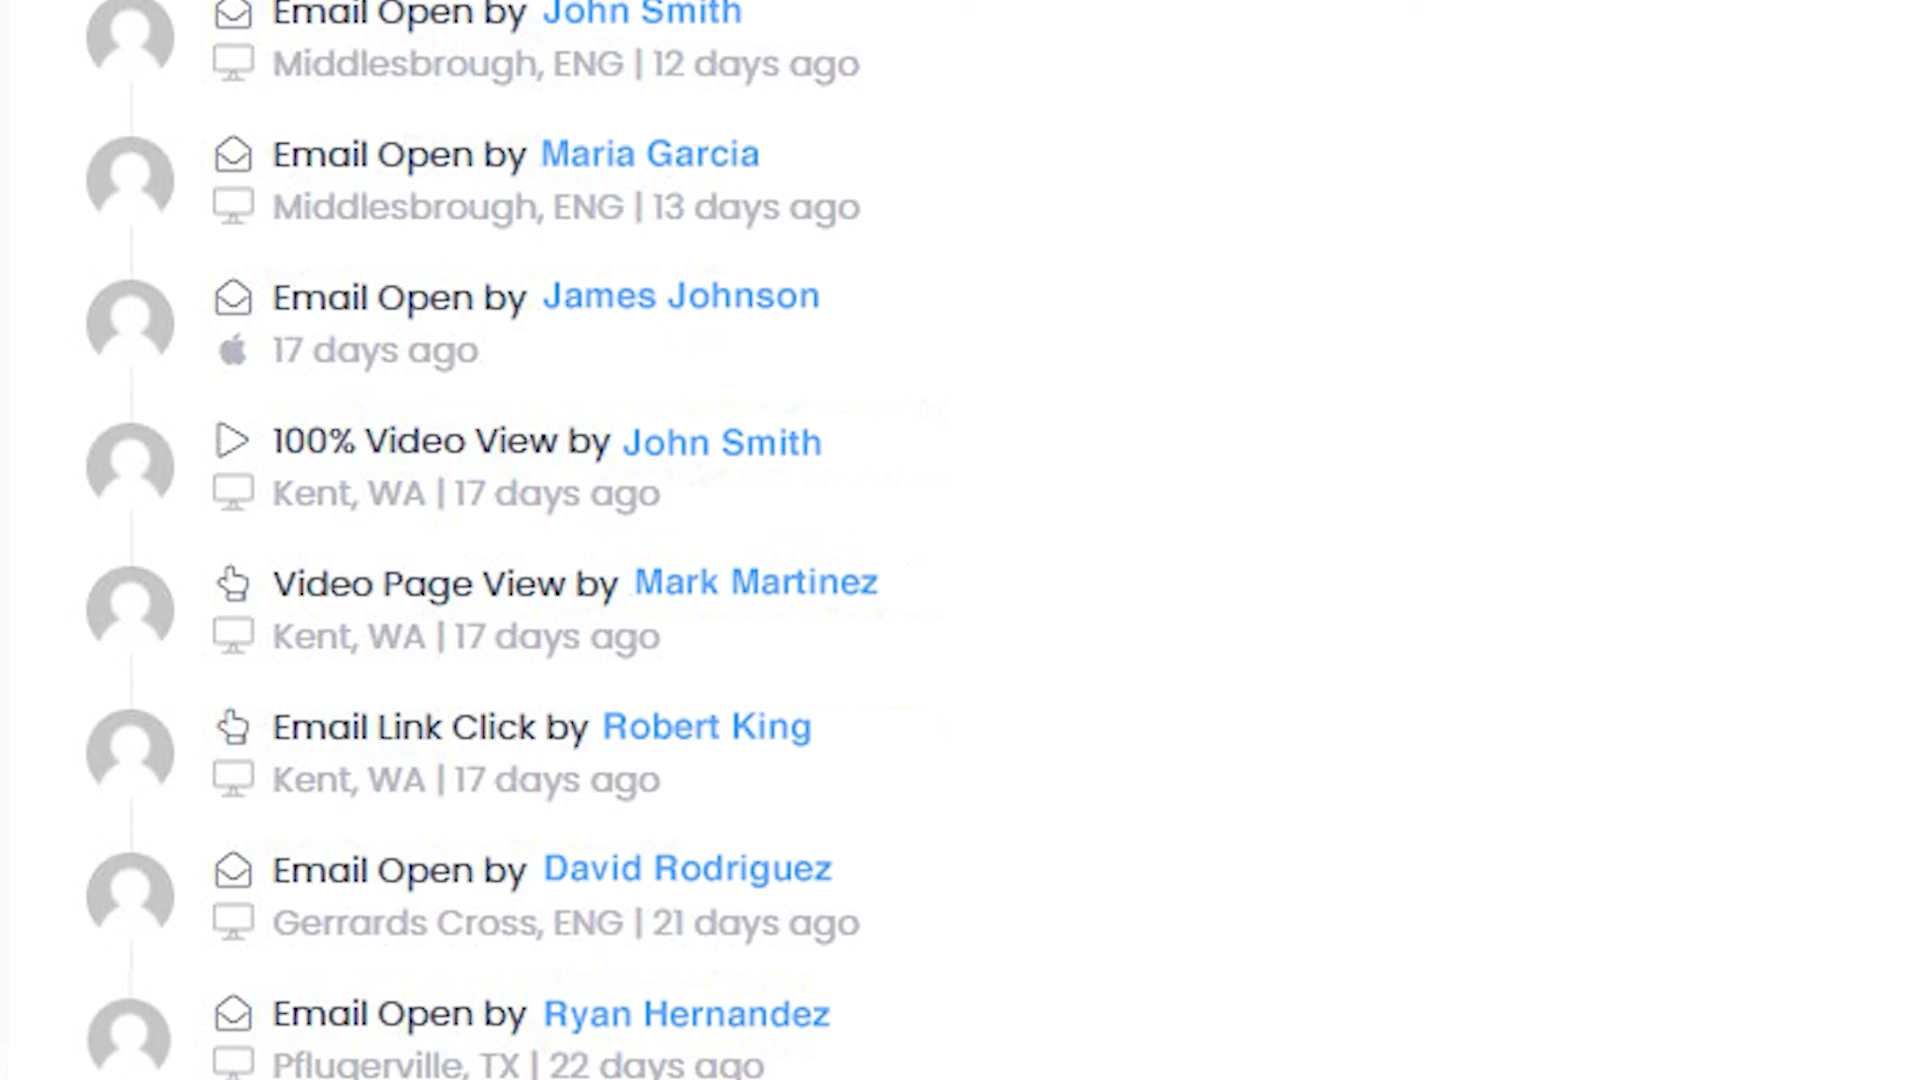 Email Open by John Smith
Middlesbrough, ENG | 12 days ago
Email Open by Maria Garcia
Middlesbrough, ENG | 13 days ago
Email Open by James Johnson
17 days ago
100% Video View by John Smith
Kent, WA | 17 days ago
Video Page View by Mark Martinez
Kent, WA | 17 days ago
Email Link Click by Robert King
Kent, WA | 17 days ago
Email Open by David Rodriguez
Gerrards Cross, ENG | 21 days ago
Email Open by Ryan Hernandez
Pflugerville, TX | 22 days ago